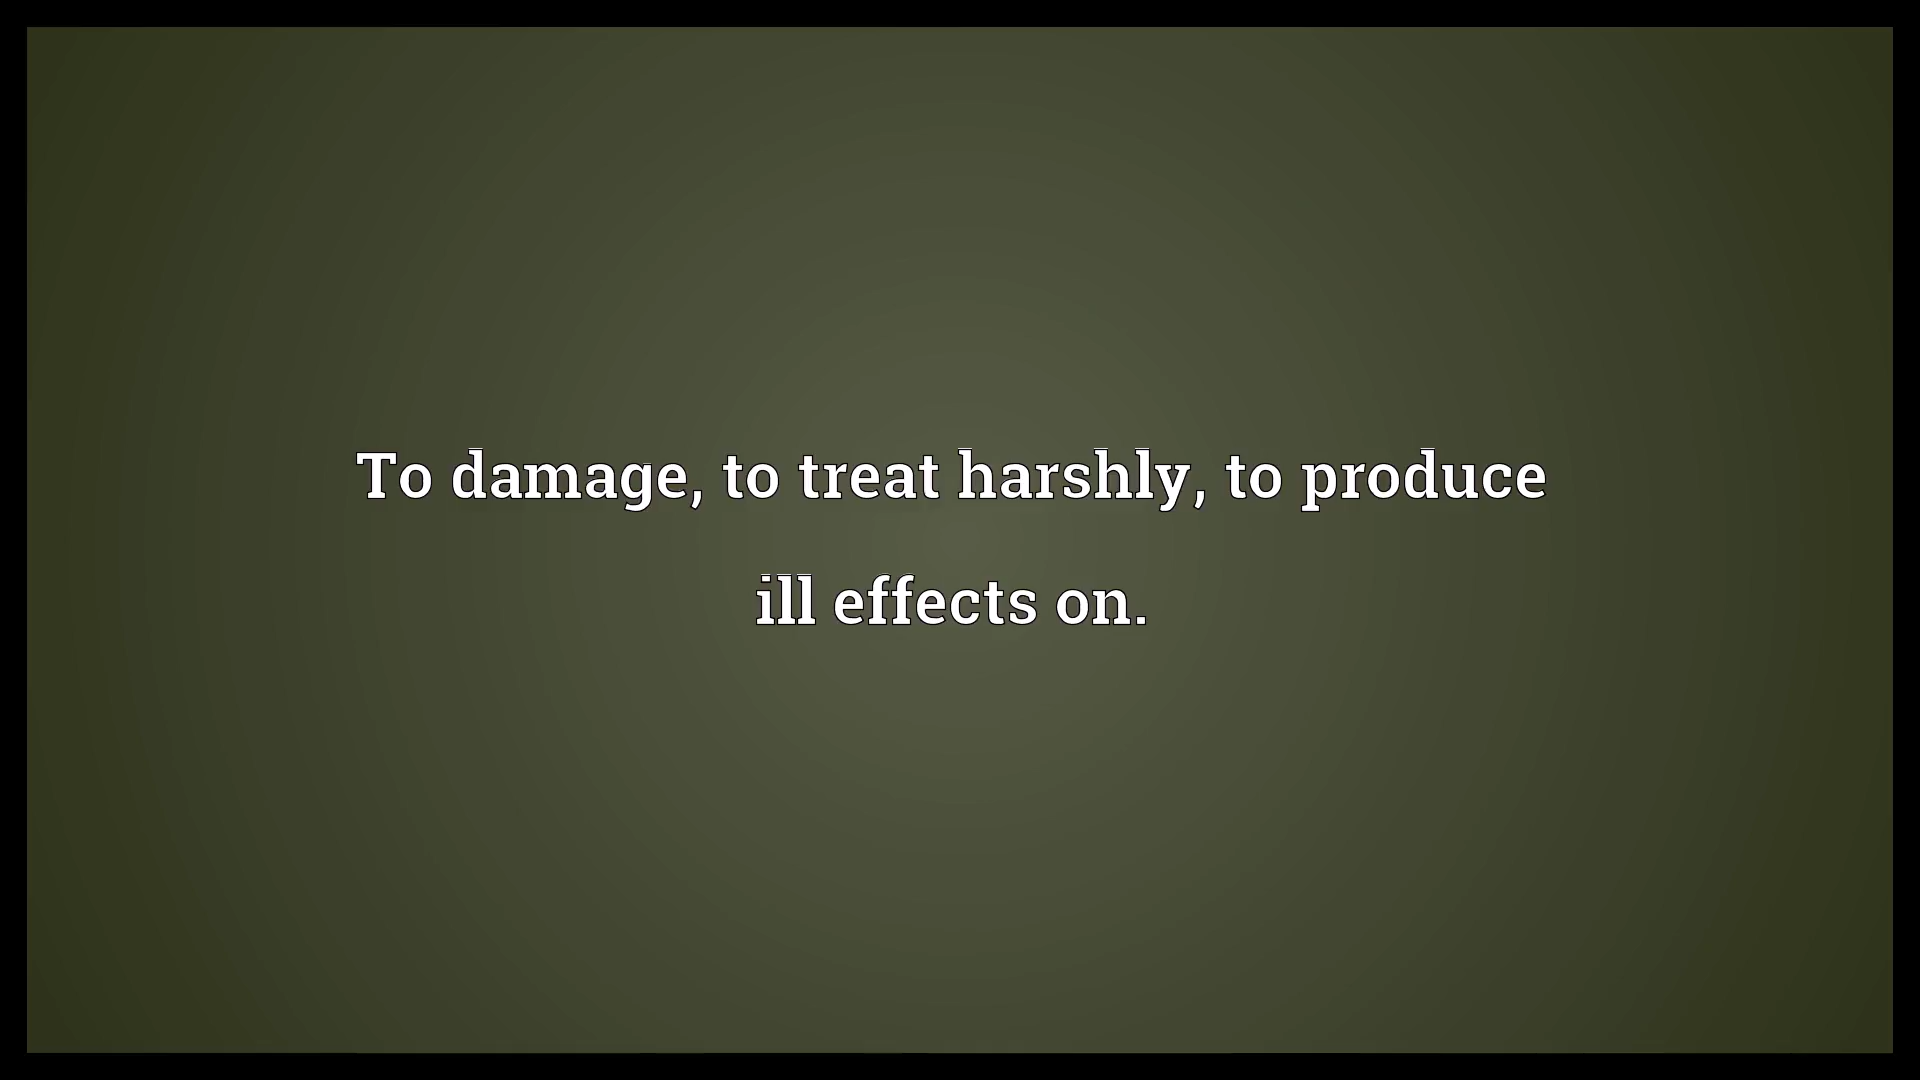 To damage, to treat harshly, to produce
ill effects on.